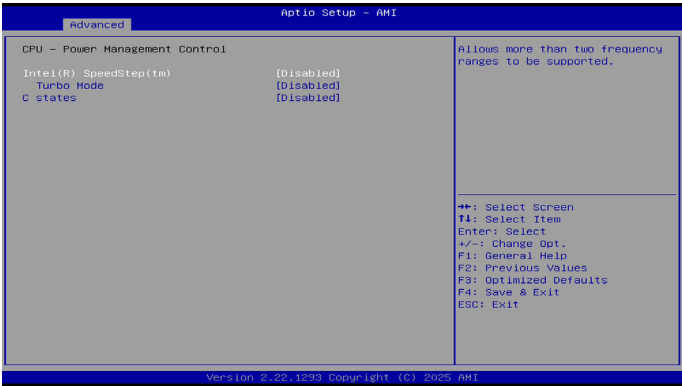 Aptio Setup - AMI
Advanced
CPU - Power Management Control
Intel(R) SpeedStep(tm) [Disabled]
Turbo Mode [Disabled]
C states [Disabled]
Allows more than two frequency
ranges to be supported.
→←: Select Screen
↑↓: Select Item
Enter: Select
+/-: Change Opt.
F1: General Help
F2: Previous Values
F3: Optimized Defaults
F4: Save & Exit
ESC: Exit
Version 2.22.1293 Copyright (C) 2025 AMI